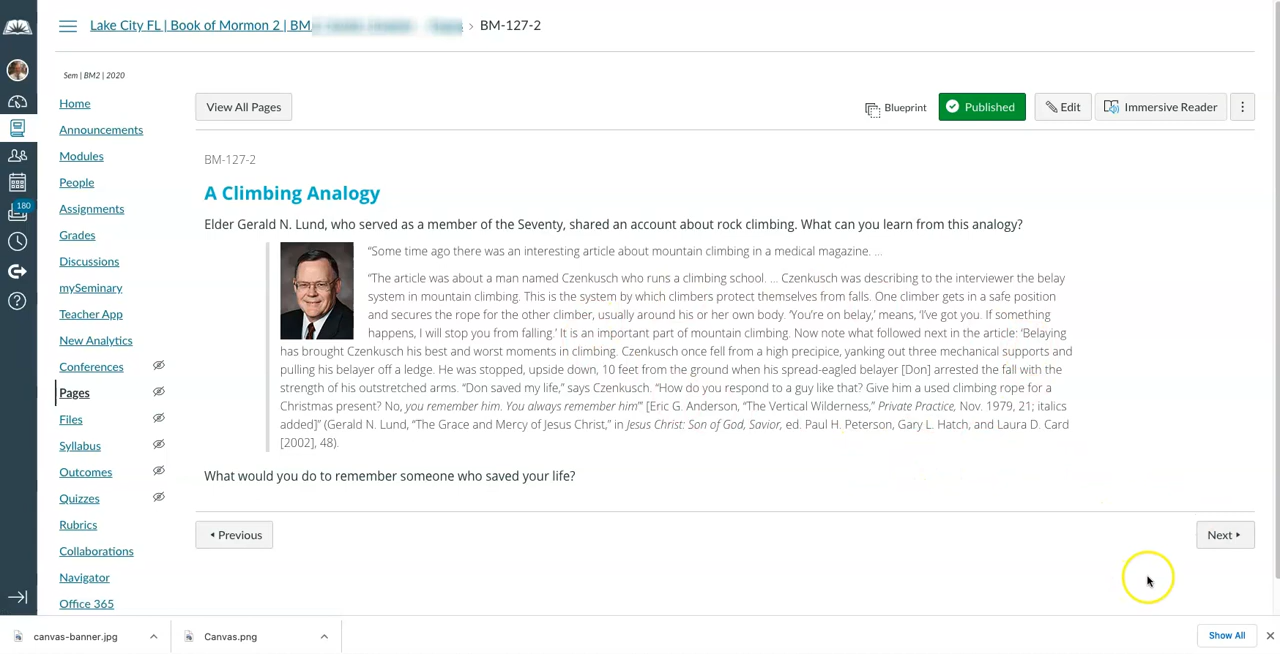 Lake City FL | Book of Mormon 2 | BM › BM-127-2
Sem | BM2 | 2020
Home
Announcements
Modules
People
Assignments
Grades
Discussions
mySeminary
Teacher App
New Analytics
Conferences
Pages
Files
Syllabus
Outcomes
Quizzes
Rubrics
Collaborations
Navigator
Office 365
180
View All Pages
Blueprint
Published
Edit
Immersive Reader
BM-127-2
A Climbing Analogy
Elder Gerald N. Lund, who served as a member of the Seventy, shared an account about rock climbing. What can you learn from this analogy?
“Some time ago there was an interesting article about mountain climbing in a medical magazine. …
“The article was about a man named Czenkusch who runs a climbing school. … Czenkusch was describing to the interviewer the belay
system in mountain climbing. This is the system by which climbers protect themselves from falls. One climber gets in a safe position
and secures the rope for the other climber, usually around his or her own body. ‘You’re on belay,’ means, ‘I’ve got you. If something
happens, I will stop you from falling.’ It is an important part of mountain climbing. Now note what followed next in the article: ‘Belaying
has brought Czenkusch his best and worst moments in climbing. Czenkusch once fell from a high precipice, yanking out three mechanical supports and
pulling his belayer off a ledge. He was stopped, upside down, 10 feet from the ground when his spread-eagled belayer [Don] arrested the fall with the
strength of his outstretched arms. “Don saved my life,” says Czenkusch. “How do you respond to a guy like that? Give him a used climbing rope for a
Christmas present? No, you remember him. You always remember him”’ [Eric G. Anderson, “The Vertical Wilderness,” Private Practice, Nov. 1979, 21; italics
added]” (Gerald N. Lund, “The Grace and Mercy of Jesus Christ,” in Jesus Christ: Son of God, Savior, ed. Paul H. Peterson, Gary L. Hatch, and Laura D. Card
[2002], 48).
What would you do to remember someone who saved your life?
Previous
Next
canvas-banner.jpg
Canvas.png
Show All